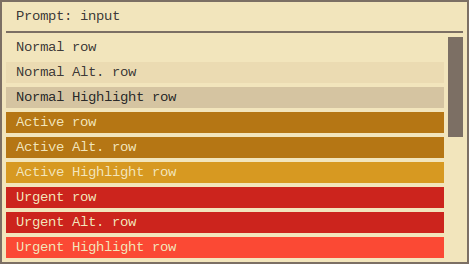 Prompt: input
Normal row
Normal Alt. row
Normal Highlight row
Active row
Active Alt. row
Active Highlight row
Urgent row
Urgent Alt. row
Urgent Highlight row